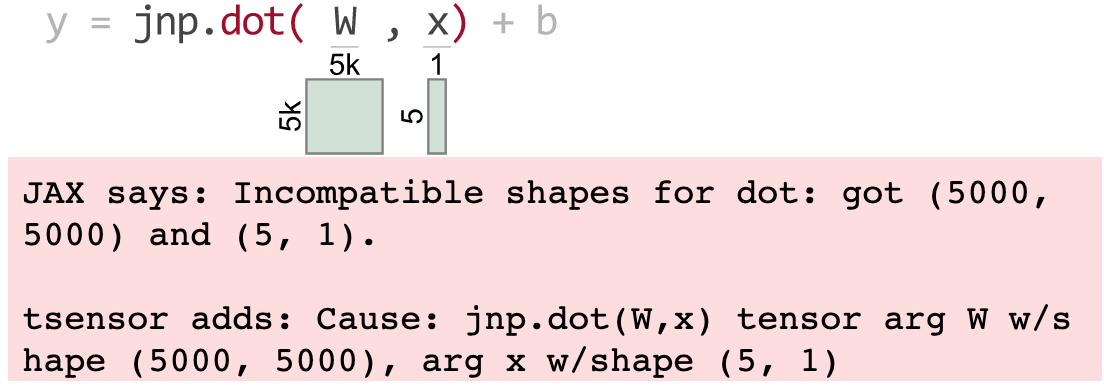 y = jnp.dot( W , x) + b
5k 1
5k 5
JAX says: Incompatible shapes for dot: got (5000,
5000) and (5, 1).
tsensor adds: Cause: jnp.dot(W,x) tensor arg W w/s
hape (5000, 5000), arg x w/shape (5, 1)